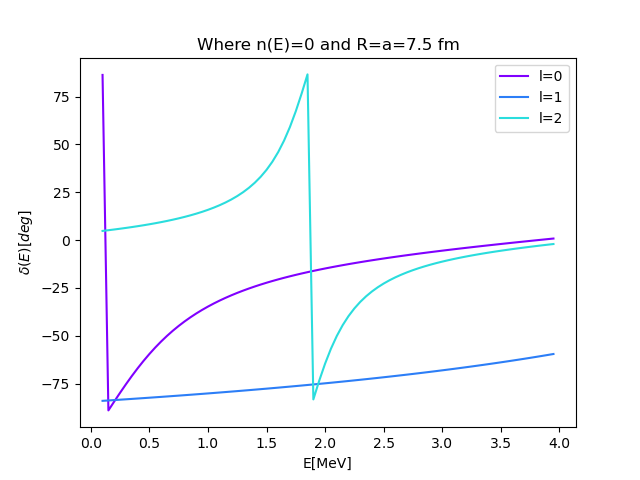 Where n(E)=0 and R=a=7.5 fm
l=0
l=1
l=2
75
50
25
0
−25
−50
−75
δ(E)[deg]
0.0 0.5 1.0 1.5 2.0 2.5 3.0 3.5 4.0
E[MeV]